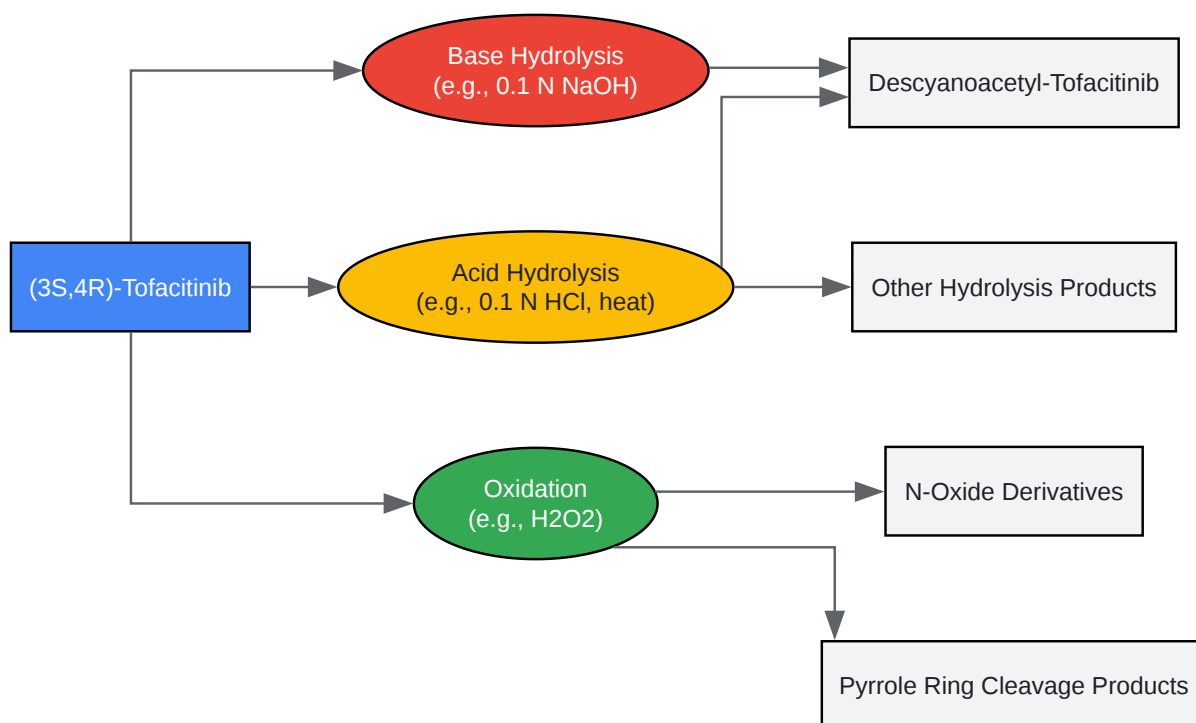 Base Hydrolysis
(e.g., 0.1 N NaOH)
Descyanoacetyl-Tofacitinib
(3S,4R)-Tofacitinib
Acid Hydrolysis
(e.g., 0.1 N HCl, heat)
Other Hydrolysis Products
Oxidation
(e.g., H2O2)
N-Oxide Derivatives
Pyrrole Ring Cleavage Products